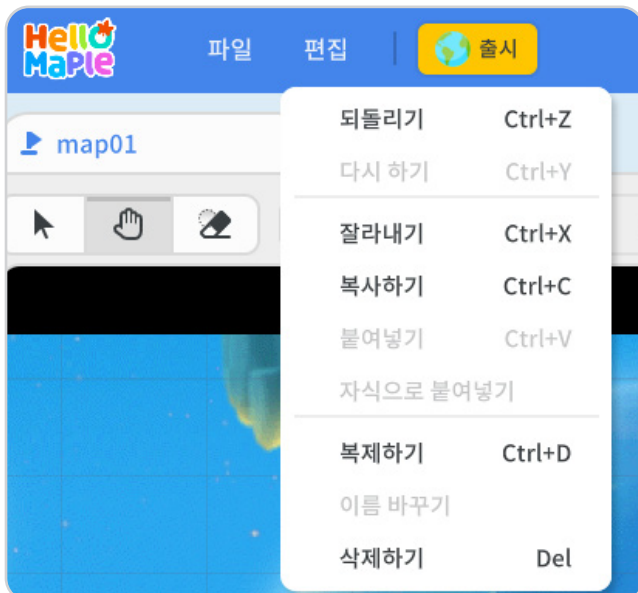 Hello
Maple
파일 편집 출시
map01
되돌리기 Ctrl+Z
다시 하기 Ctrl+Y
잘라내기 Ctrl+X
복사하기 Ctrl+C
붙여넣기 Ctrl+V
자식으로 붙여넣기
복제하기 Ctrl+D
이름 바꾸기
삭제하기 Del